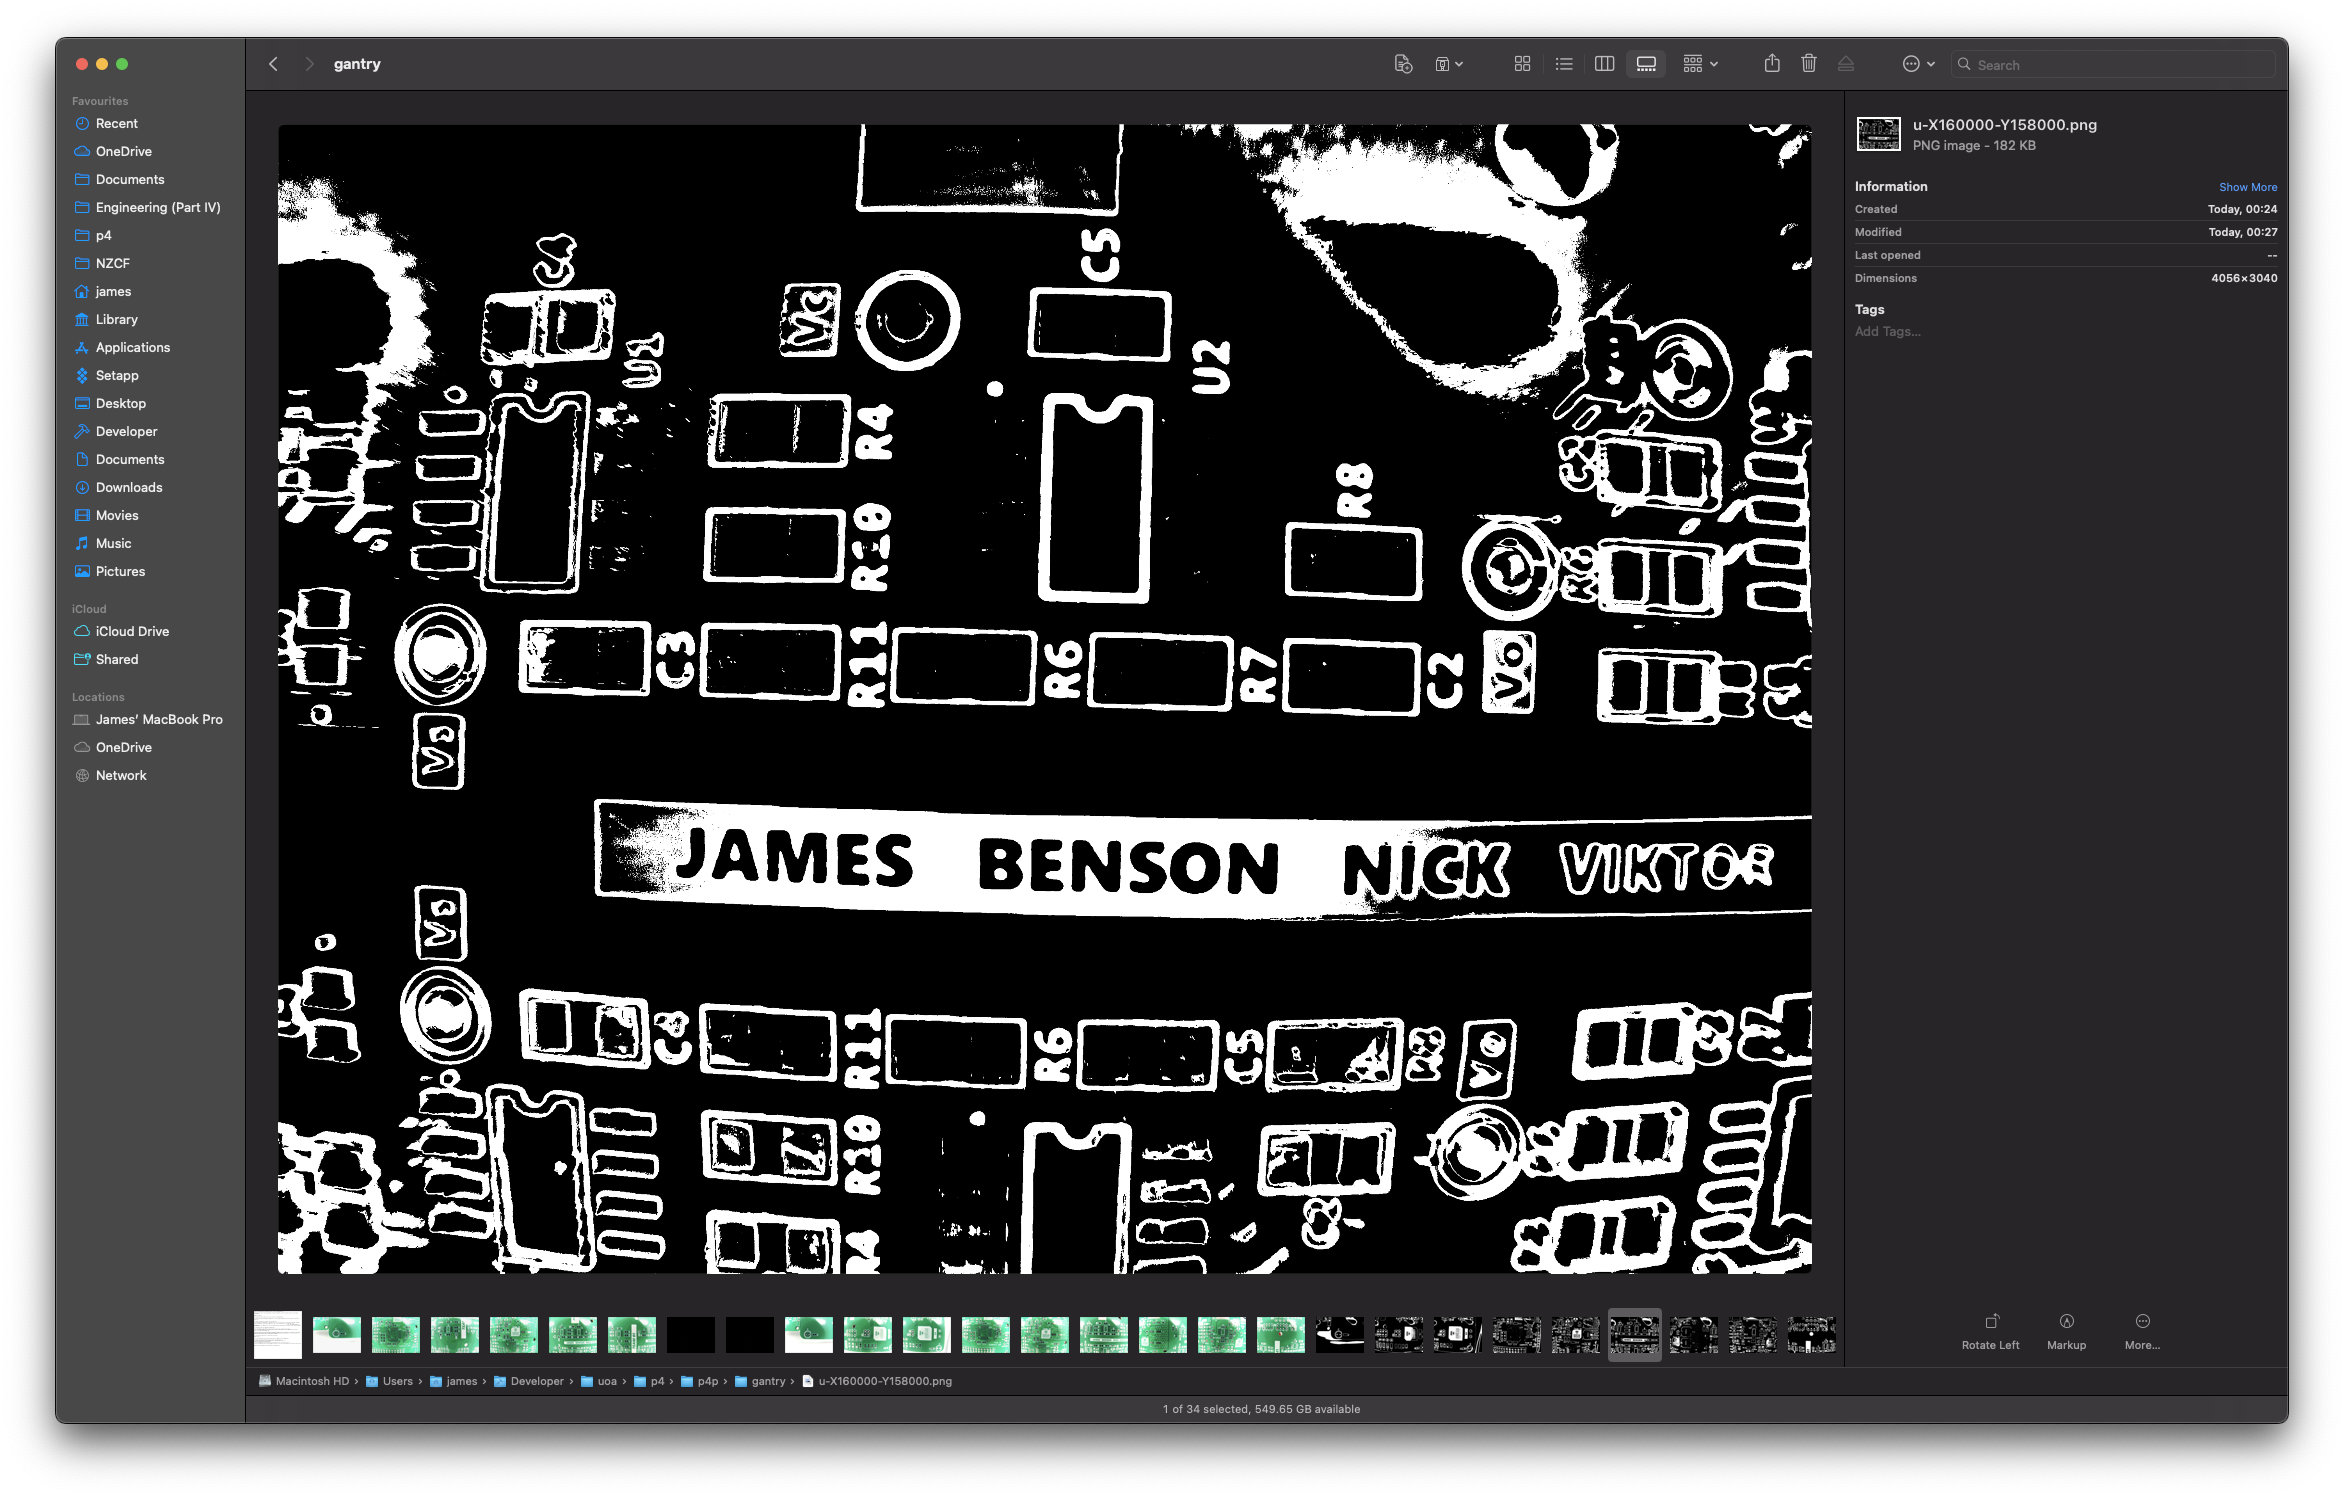 gantry
Search
Favourites
Recent
OneDrive
Documents
Engineering (Part IV)
p4
NZCF
james
Library
Applications
Setapp
Desktop
Developer
Documents
Downloads
Movies
Music
Pictures
iCloud
iCloud Drive
Shared
Locations
James' MacBook Pro
OneDrive
Network
C4
C5
Vc
U1
U2
R4
R8
R10
C3
R11
R6
R7
C2
Vo
JAMES BENSON NICK VIKTOR
C4
R11
R6
C5
R10
R4
u-X160000-Y158000.png
PNG image - 182 KB
Information
Show More
Created
Today, 00:24
Modified
Today, 00:27
Last opened
--
Dimensions
4056×3040
Tags
Add Tags...
Rotate Left
Markup
More...
Macintosh HD › Users › james › Developer › uoa › p4 › p4p › gantry › u-X160000-Y158000.png
1 of 34 selected, 549.65 GB available